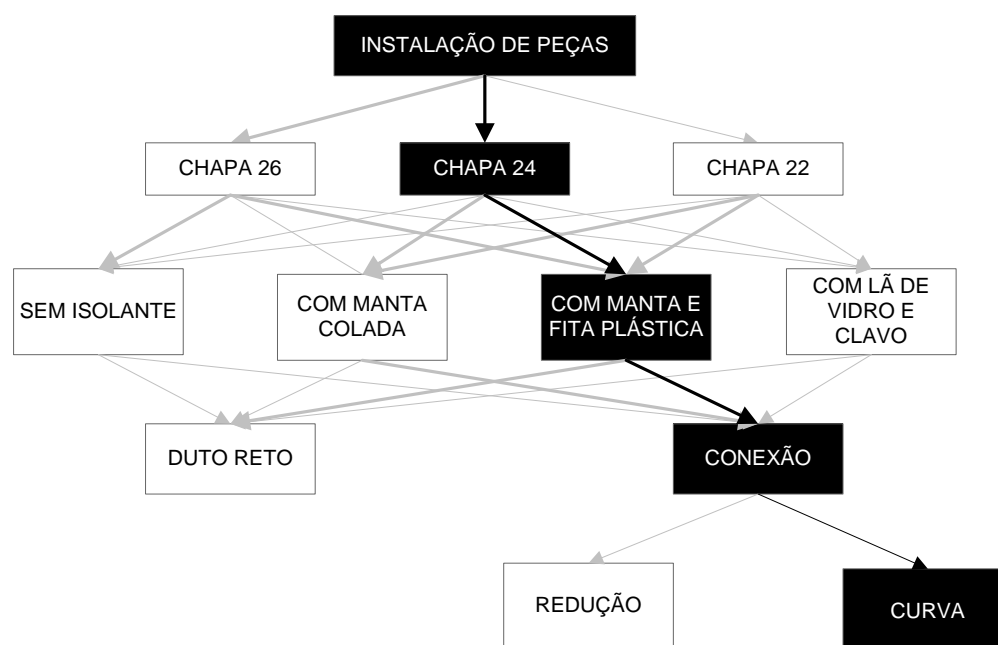 INSTALAÇÃO DE PEÇAS
CHAPA 26
CHAPA 24
CHAPA 22
SEM ISOLANTE
COM MANTA
COLADA
COM MANTA E
FITA PLÁSTICA
COM LÃ DE
VIDRO E
CLAVO
DUTO RETO
CONEXÃO
REDUÇÃO
CURVA